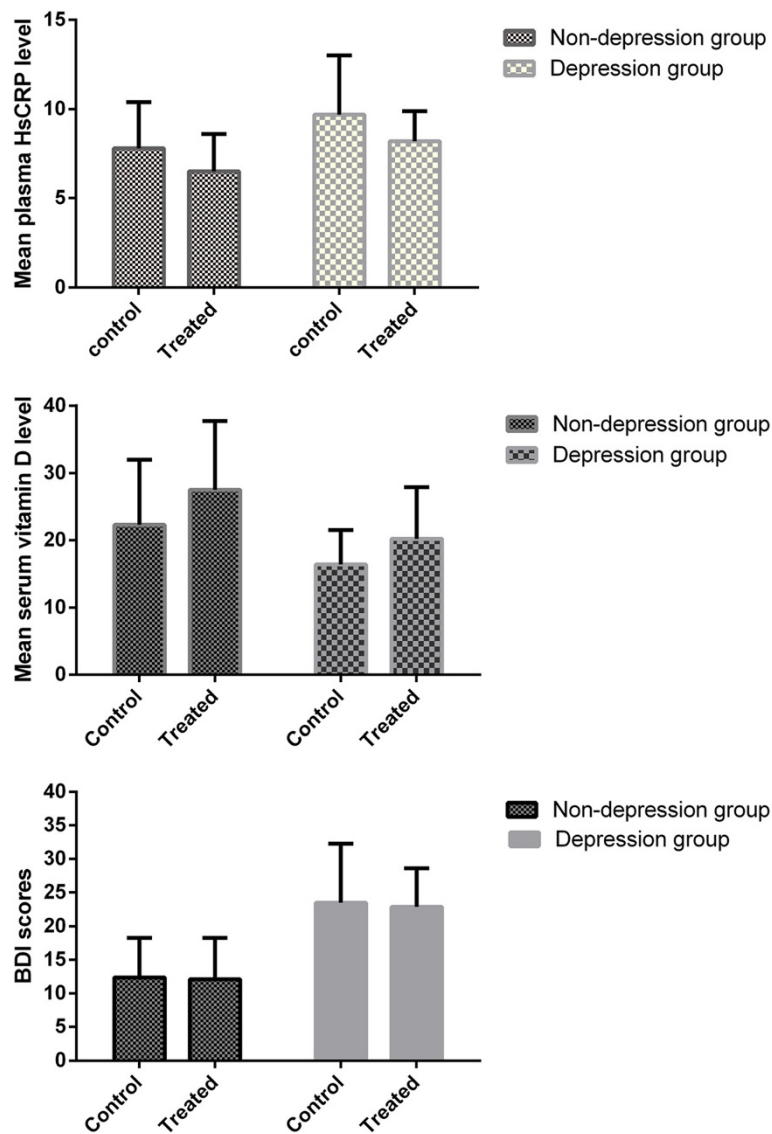 Mean plasma HsCRP level
15
10
5
0
control
Treated
control
Treated
Non-depression group
Depression group
Mean serum vitamin D level
40
30
20
10
0
Control
Treated
Control
Treated
Non-depression group
Depression group
BDI scores
40
35
30
25
20
15
10
5
0
Control
Treated
Control
Treated
Non-depression group
Depression group